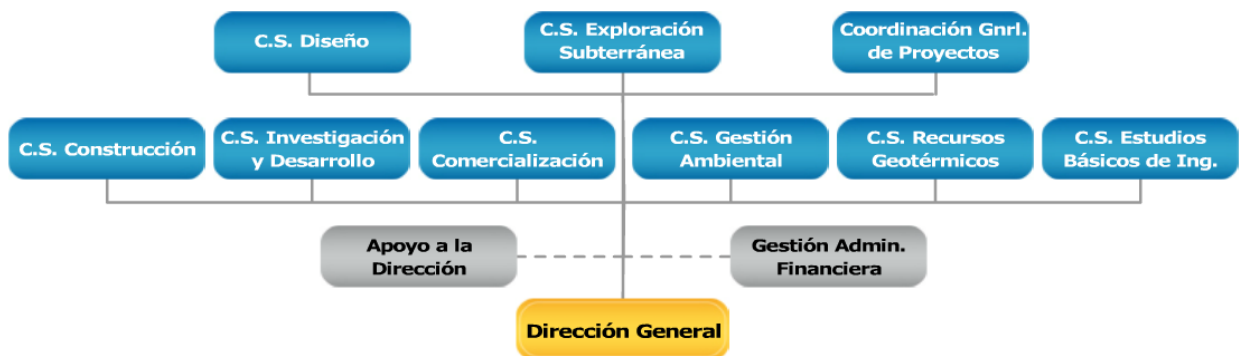 C.S. Diseño
C.S. Exploración
Subterránea
Coordinación Gnrl.
de Proyectos
C.S. Construcción
C.S. Investigación
y Desarrollo
C.S.
Comercialización
C.S. Gestión
Ambiental
C.S. Recursos
Geotérmicos
C.S. Estudios
Básicos de Ing.
Apoyo a la
Dirección
Gestión Admin.
Financiera
Dirección General